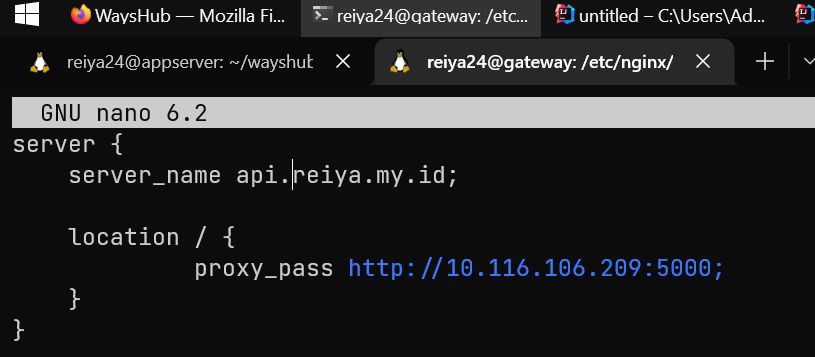 WaysHub — Mozilla Fi...
reiya24@gateway: /etc...
untitled – C:\Users\Ad...
reiya24@appserver: ~/wayshub
reiya24@gateway: /etc/nginx/
GNU nano 6.2
server {
server_name api.reiya.my.id;
location / {
proxy_pass http://10.116.106.209:5000;
}
}